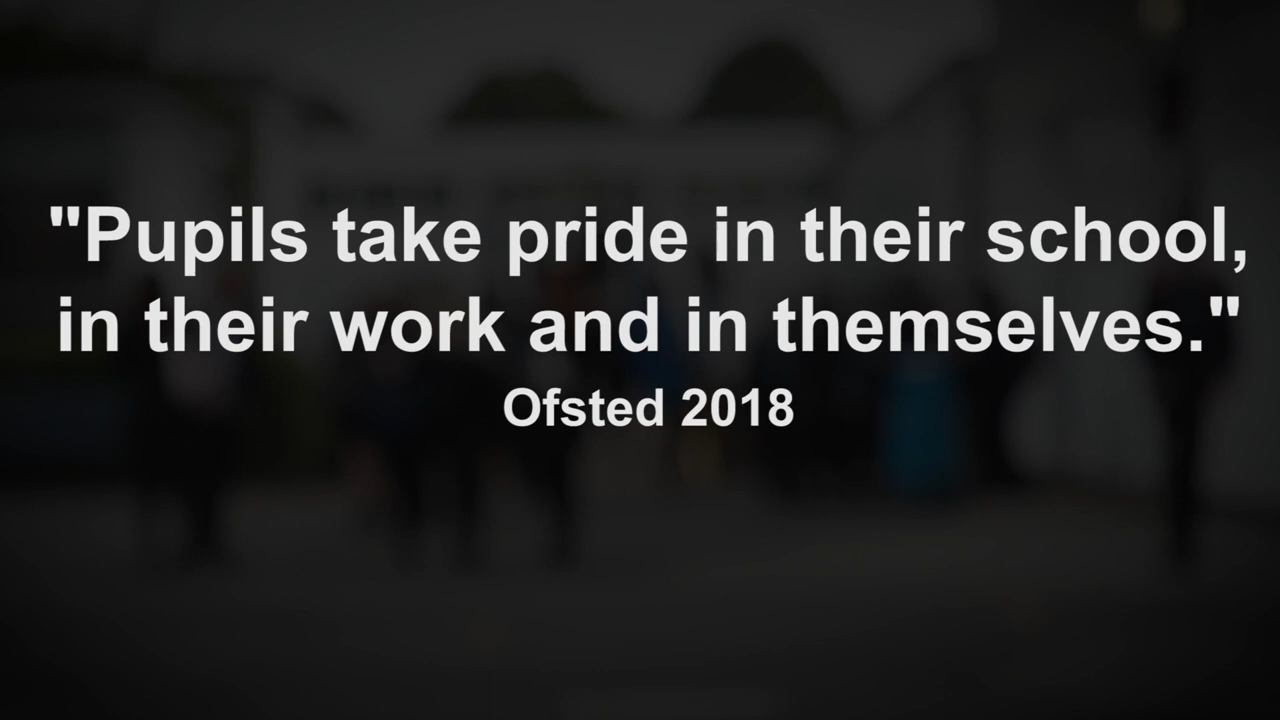 "Pupils take pride in their school,
in their work and in themselves."
Ofsted 2018